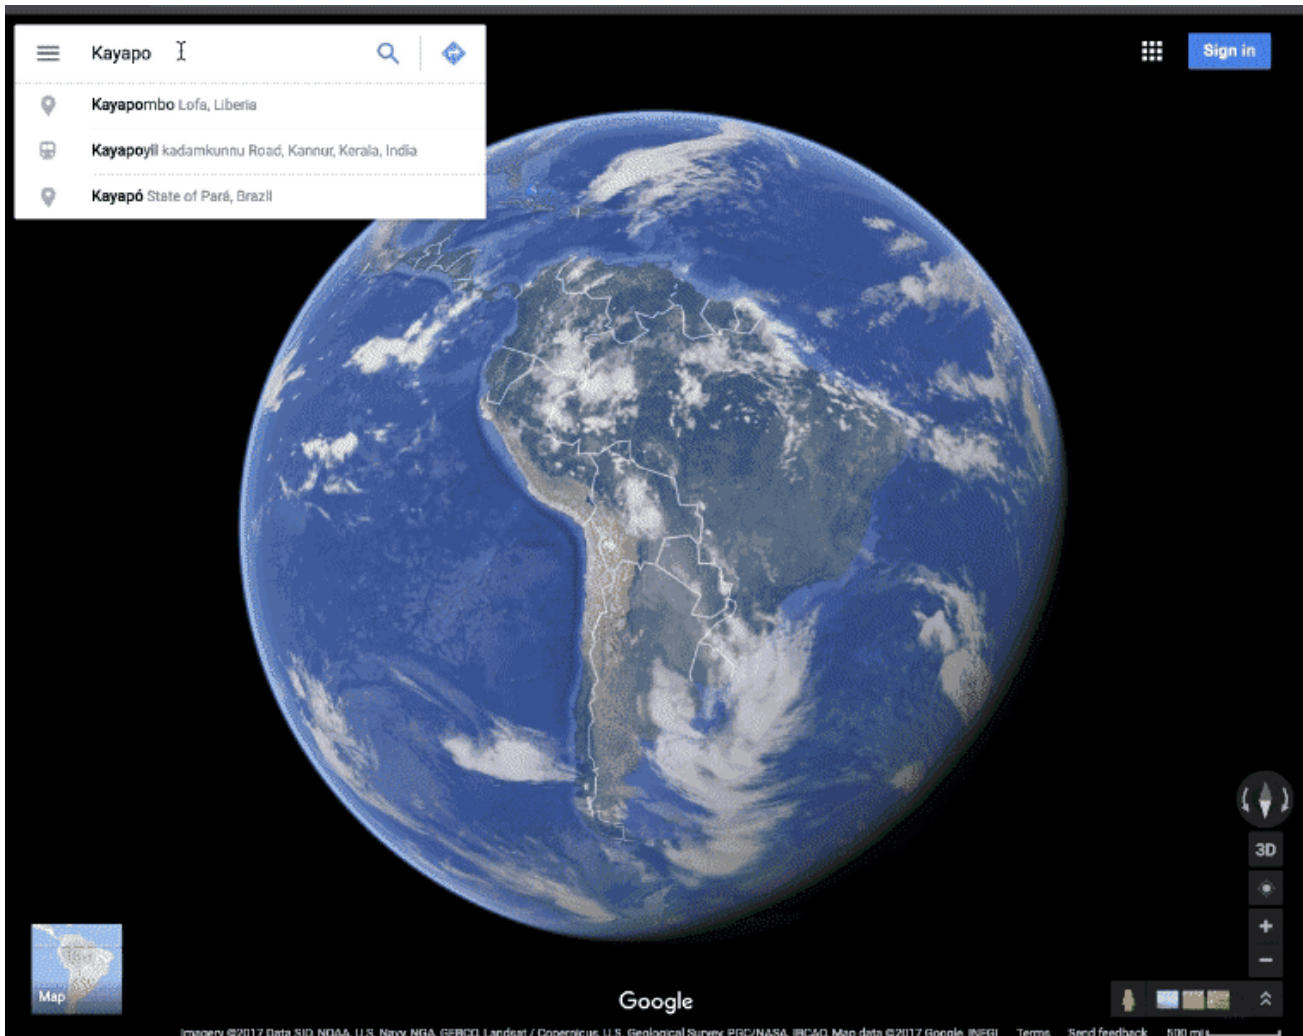 Kayapo
Sign in
Kayapombo Lofa, Liberia
Kayapoyil kadamkunnu Road, Kannur, Kerala, India
Kayapó State of Pará, Brazil
3D
Map
Google
Imagery ©2017 Data SIO, NOAA, U.S. Navy, NGA, GEBCO, Landsat / Copernicus, U.S. Geological Survey, PGC/NASA, IBCAO, Map data ©2017 Google, INEGI Terms Send feedback 500 mi